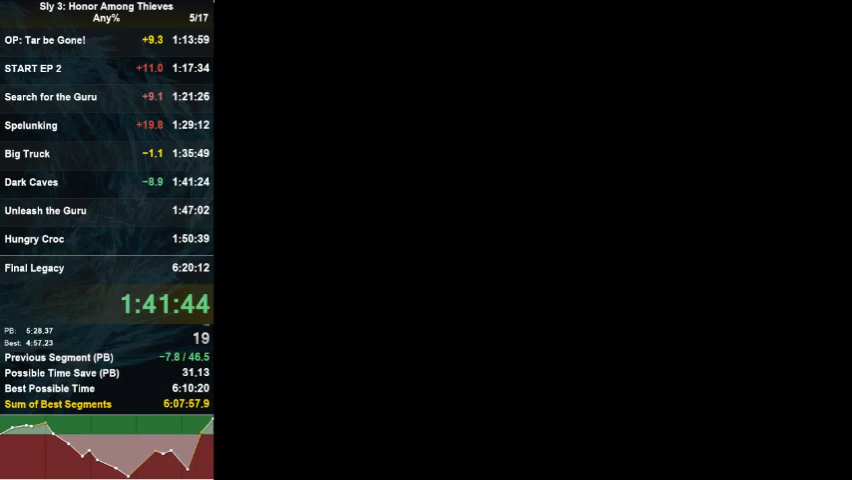 Sly 3: Honor Among Thieves
Any% 5/17
OP: Tar be Gone! +9.3 1:13:59
START EP 2 +11.0 1:17:34
Search for the Guru +9.1 1:21:26
Spelunking +19.8 1:29:12
Big Truck −1.1 1:35:49
Dark Caves −8.9 1:41:24
Unleash the Guru 1:47:02
Hungry Croc 1:50:39
Final Legacy 6:20:12
1:41:44
PB: 5:28.37
Best: 4:57.23
19
Previous Segment (PB) −7.8 / 46.5
Possible Time Save (PB) 31.13
Best Possible Time 6:10:20
Sum of Best Segments 6:07:57.9